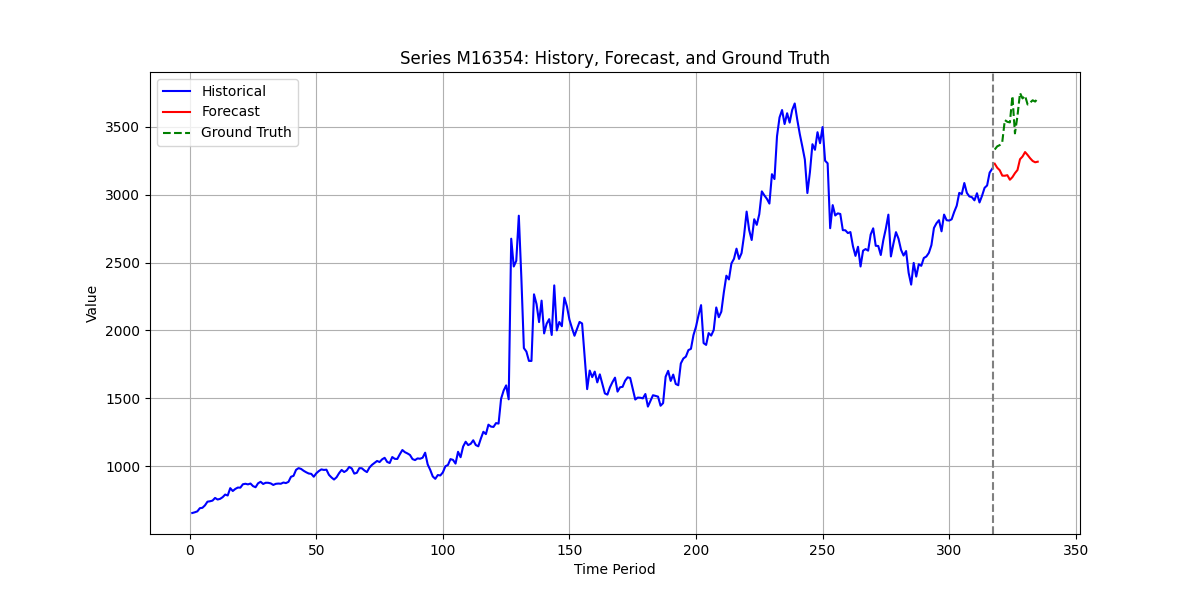 Series M16354: History, Forecast, and Ground Truth
Historical
Forecast
Ground Truth
3500
3000
2500
2000
1500
1000
Value
0 50 100 150 200 250 300 350
Time Period